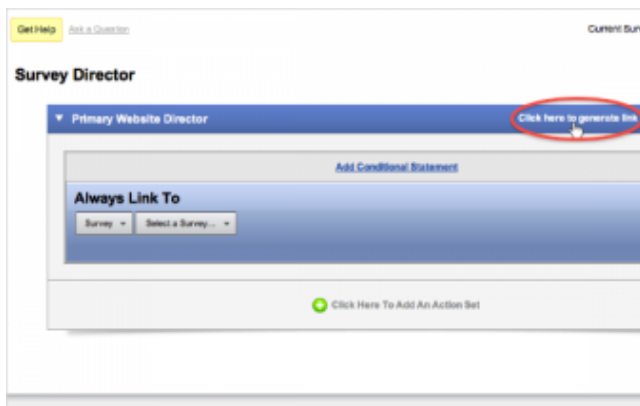 Get Help Ask a Question Current Sur
Survey Director
Primary Website Director Click here to generate link
Add Conditional Statement
Always Link To
Survey Select a Survey...
Click Here To Add An Action Set